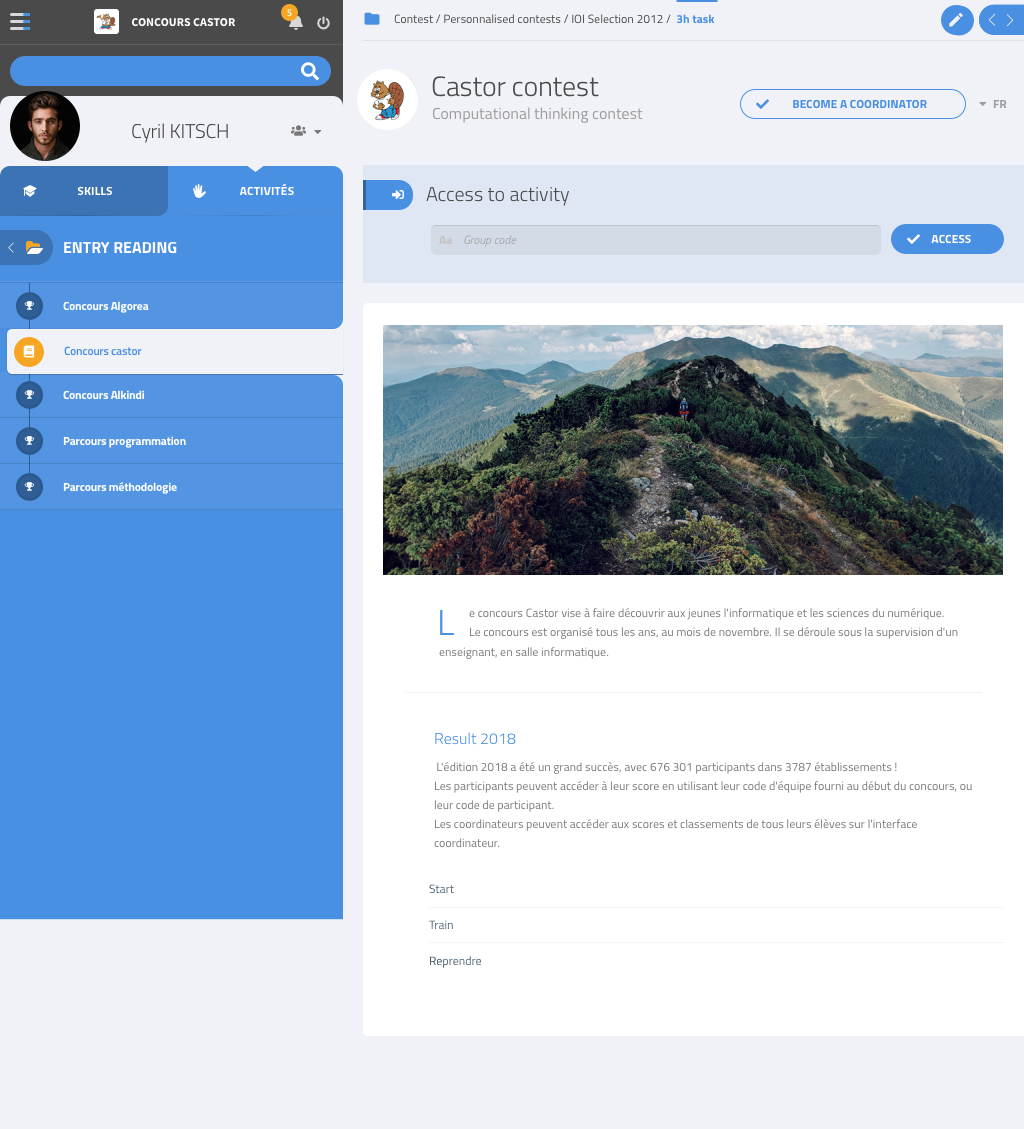 CONCOURS CASTOR
5
Cyril KITSCH
SKILLS
ACTIVITÉS
ENTRY READING
Concours Algorea
Concours castor
Concours Alkindi
Parcours programmation
Parcours méthodologie
Contest / Personnalised contests / IOI Selection 2012 / 3h task
Castor contest
Computational thinking contest
BECOME A COORDINATOR
FR
Access to activity
Aa Group code
ACCESS
Le concours Castor vise à faire découvrir aux jeunes l'informatique et les sciences du numérique.
Le concours est organisé tous les ans, au mois de novembre. Il se déroule sous la supervision d'un
enseignant, en salle informatique.
Result 2018
L'édition 2018 a été un grand succès, avec 676 301 participants dans 3787 établissements !
Les participants peuvent accéder à leur score en utilisant leur code d'équipe fourni au début du concours, ou
leur code de participant.
Les coordinateurs peuvent accéder aux scores et classements de tous leurs élèves sur l'interface
coordinateur.
Start
Train
Reprendre